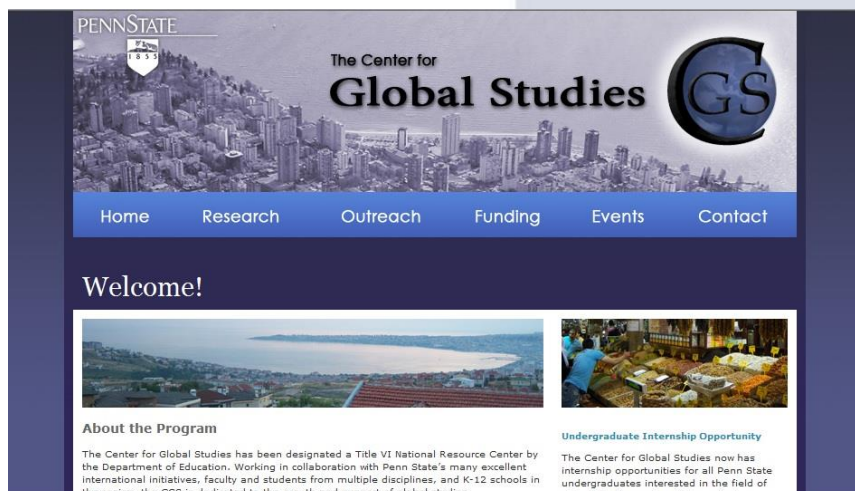 PENNSTATE
1855
The Center for
Global Studies
CGS
Home Research Outreach Funding Events Contact
Welcome!
About the Program
The Center for Global Studies has been designated a Title VI National Resource Center by
the Department of Education. Working in collaboration with Penn State's many excellent
international initiatives, faculty and students from multiple disciplines, and K-12 schools in
Undergraduate Internship Opportunity
The Center for Global Studies now has
internship opportunities for all Penn State
undergraduates interested in the field of